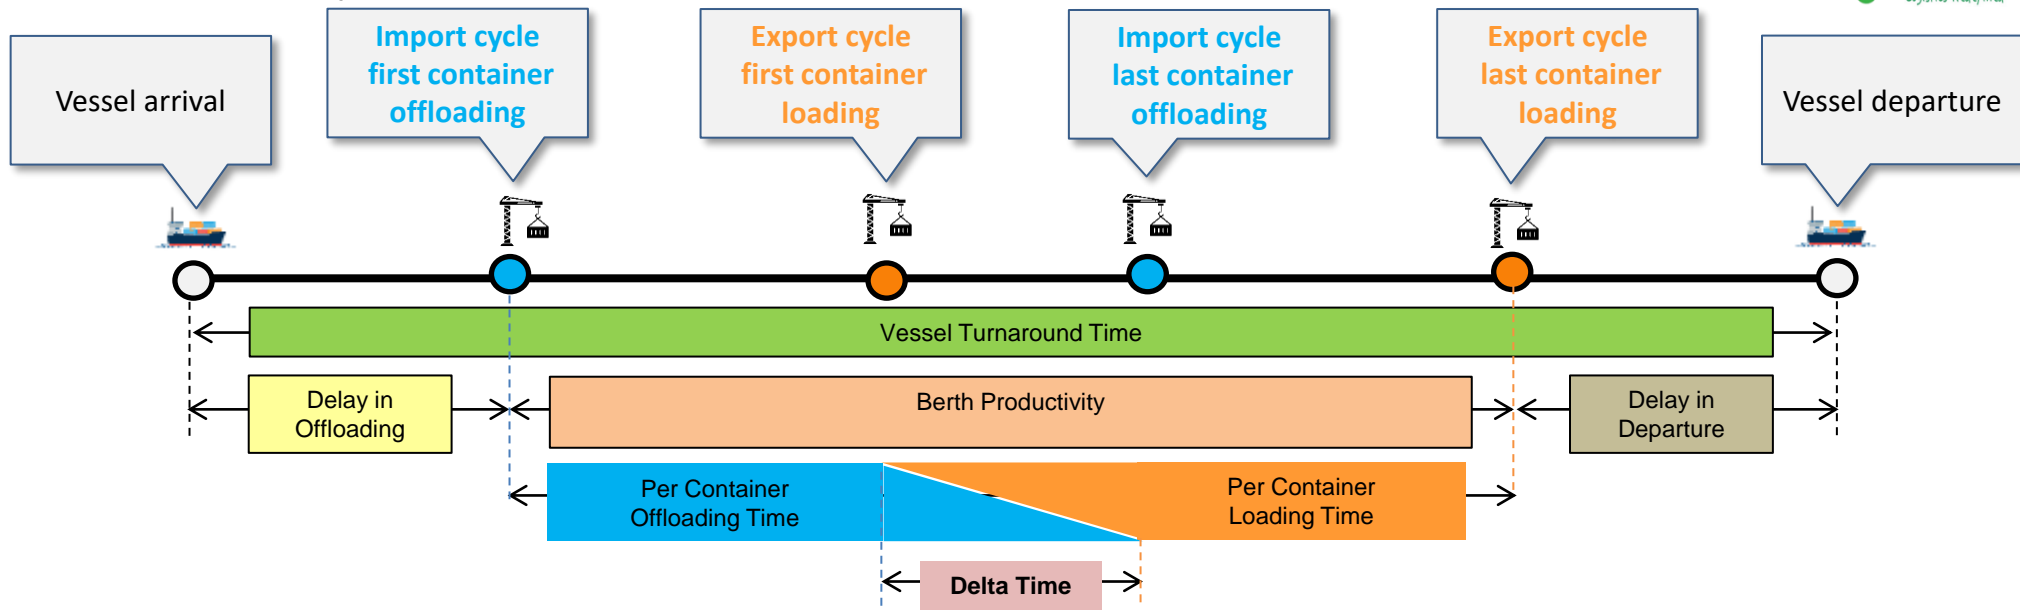 Vessel arrival
Import cycle
first container
offloading
Export cycle
first container
loading
Import cycle
last container
offloading
Export cycle
last container
loading
Vessel departure
Vessel Turnaround Time
Delay in
Offloading
Berth Productivity
Delay in
Departure
Per Container
Offloading Time
Per Container
Loading Time
Delta Time